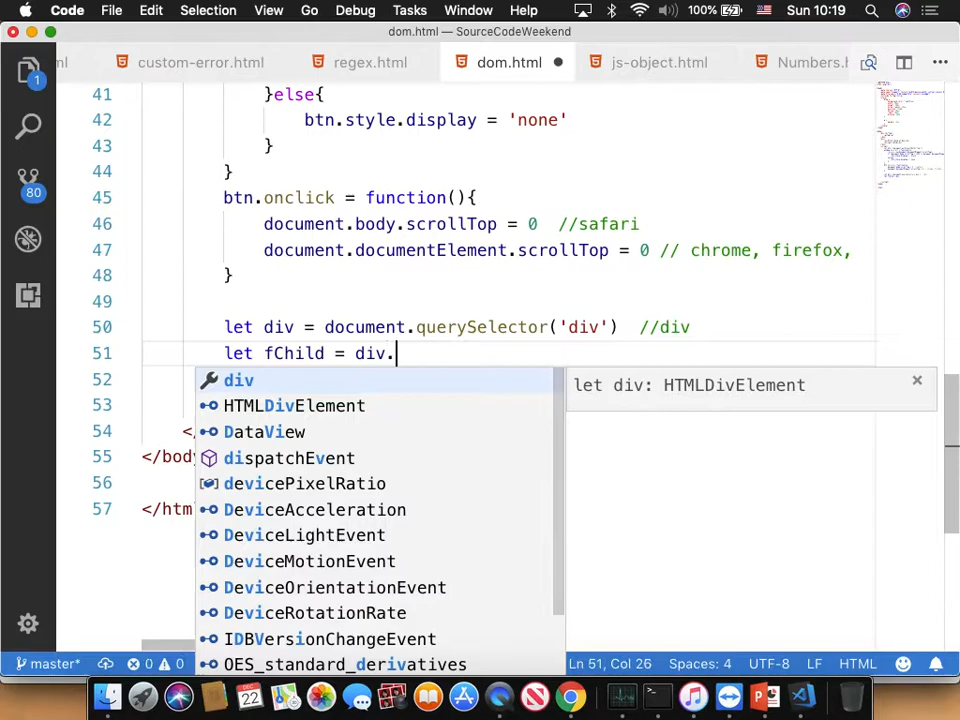 Code File Edit Selection View Go Debug Tasks Window Help 100% Sun 10:19
dom.html — SourceCodeWeekend
ml custom-error.html regex.html dom.html js-object.html Numbers.h
1
80
41 }else{
42 btn.style.display = 'none'
43 }
44 }
45 btn.onclick = function(){
46 document.body.scrollTop = 0 //safari
47 document.documentElement.scrollTop = 0 // chrome, firefox,
48 }
49
50 let div = document.querySelector('div') //div
51 let fChild = div.
52 div let div: HTMLDivElement ×
53 HTMLDivElement
54 </ DataView
55 </body dispatchEvent
56 devicePixelRatio
57 </htm DeviceAcceleration
DeviceLightEvent
DeviceMotionEvent
DeviceOrientationEvent
DeviceRotationRate
IDBVersionChangeEvent
OES_standard_derivatives
master* 0 0 Ln 51, Col 26 Spaces: 4 UTF-8 LF HTML
DEC
22